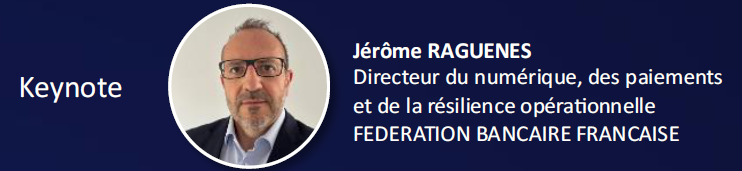 Keynote
Jérôme RAGUENES
Directeur du numérique, des paiements
et de la résilience opérationnelle
FEDERATION BANCAIRE FRANCAISE